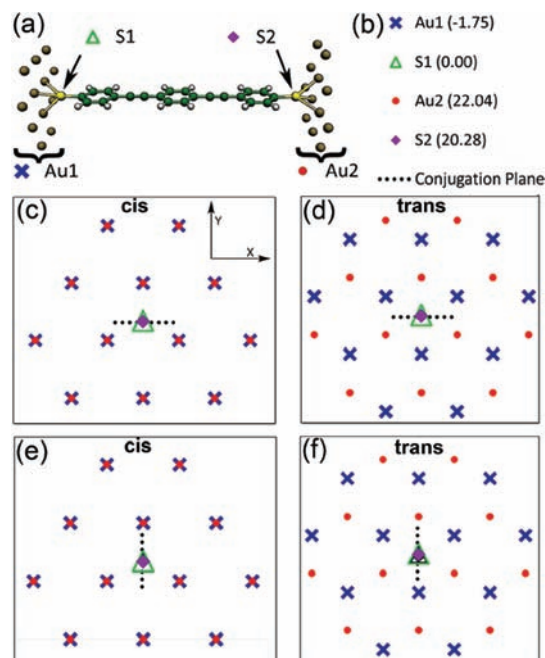 (a)
S1
S2
Au1
Au2
(b)
Au1 (-1.75)
S1 (0.00)
Au2 (22.04)
S2 (20.28)
Conjugation Plane
(c)
cis
Y
X
(d)
trans
(e)
cis
(f)
trans